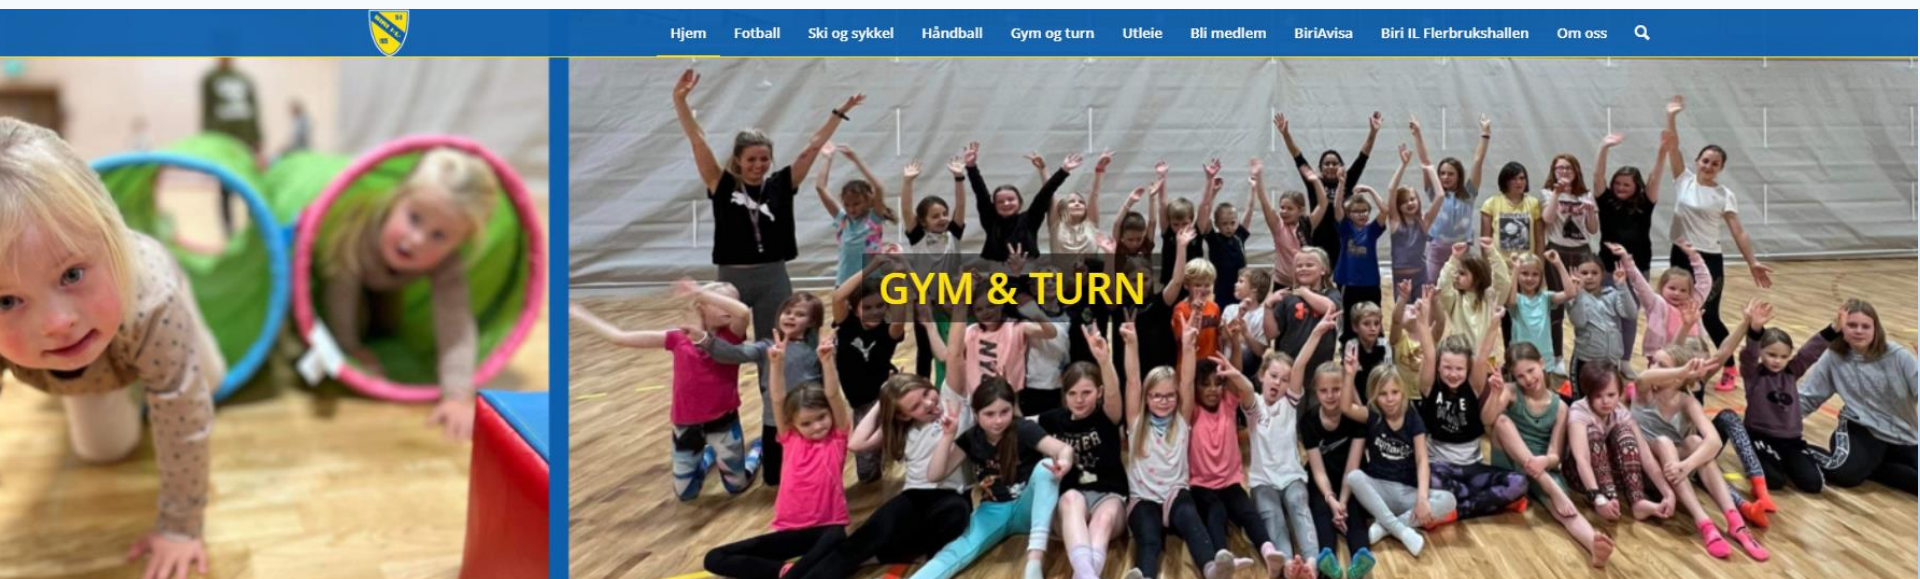 Hjem Fotball Ski og sykkel Håndball Gym og turn Utleie Bli medlem BiriAvisa Biri IL Flerbrukshallen Om oss
GYM & TURN